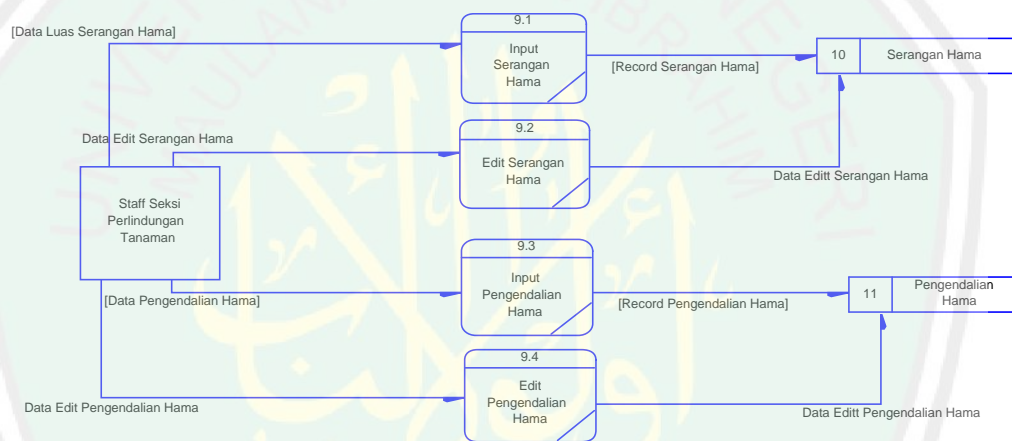 [Data Luas Serangan Hama]
9.1
Input
Serangan
Hama
[Record Serangan Hama]
10
Serangan Hama
Data Edit Serangan Hama
9.2
Edit Serangan
Hama
Data Editt Serangan Hama
Staff Seksi
Perlindungan
Tanaman
9.3
Input
Pengendalian
Hama
[Data Pengendalian Hama]
[Record Pengendalian Hama]
11
Pengendalian
Hama
9.4
Edit
Pengendalian
Hama
Data Edit Pengendalian Hama
Data Editt Pengendalian Hama